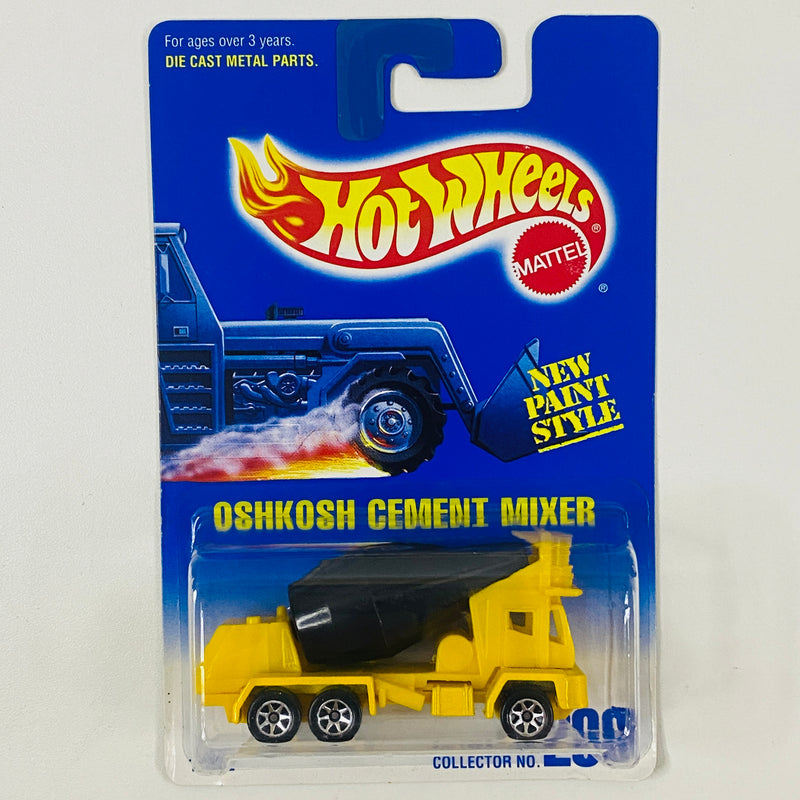 For ages over 3 years.
DIE CAST METAL PARTS.
Hot Wheels ®
MATTEL
®
NEW
PAINT
STYLE
OSHKOSH CEMENT MIXER
COLLECTOR NO.